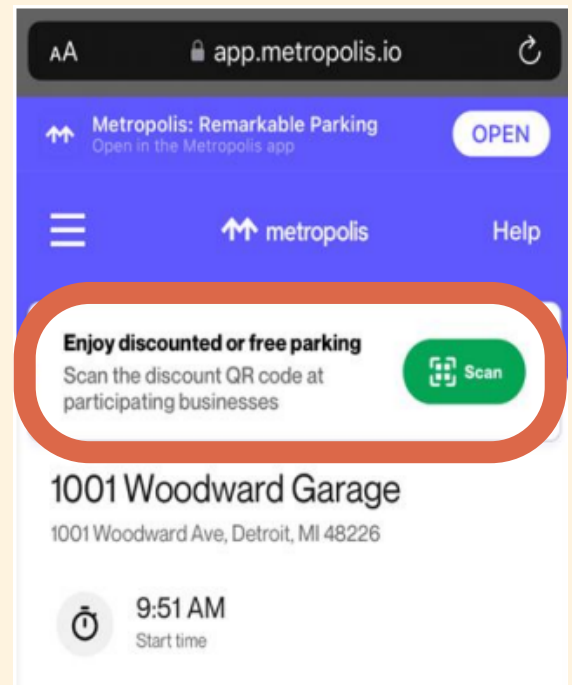 AA app.metropolis.io
Metropolis: Remarkable Parking
Open in the Metropolis app
OPEN
metropolis Help
Enjoy discounted or free parking
Scan the discount QR code at
participating businesses
Scan
1001 Woodward Garage
1001 Woodward Ave, Detroit, MI 48226
9:51 AM
Start time